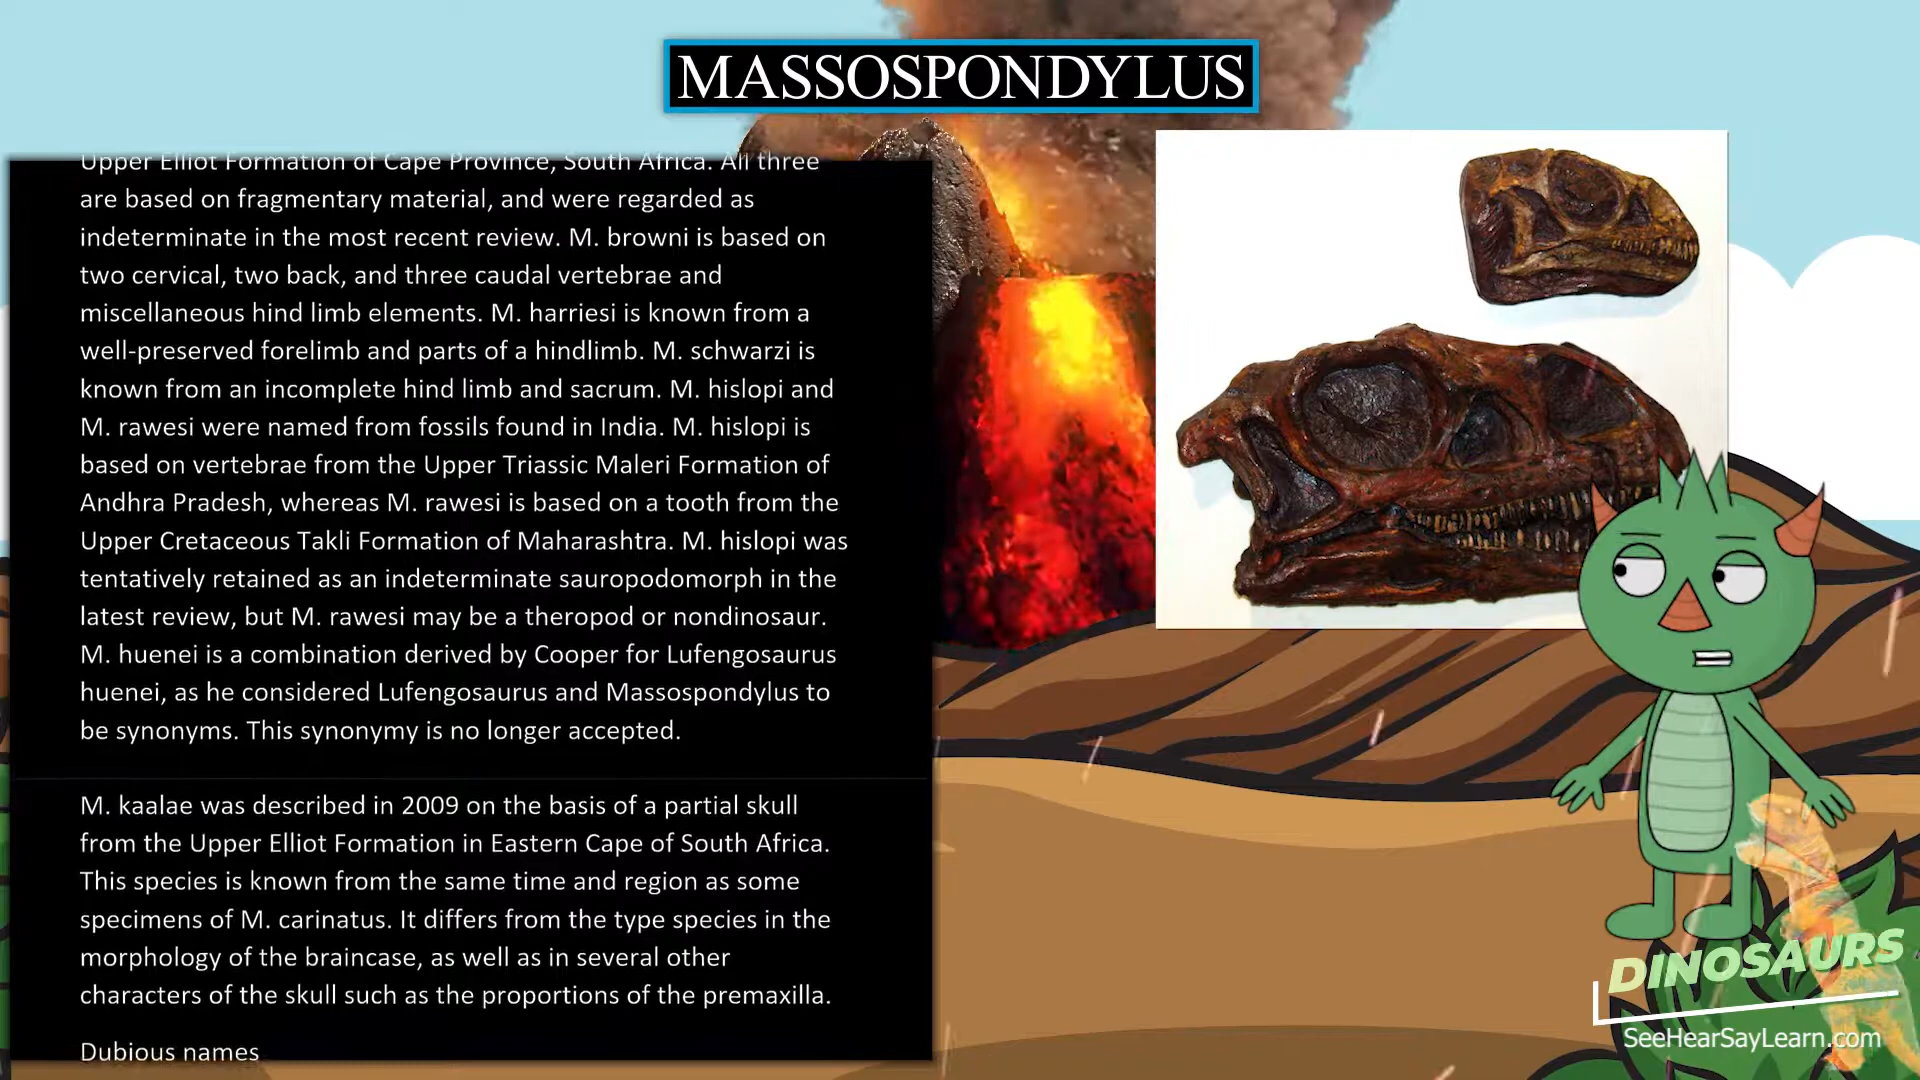 MASSOSPONDYLUS
Upper Elliot Formation of Cape Province, South Africa. All three
are based on fragmentary material, and were regarded as
indeterminate in the most recent review. M. browni is based on
two cervical, two back, and three caudal vertebrae and
miscellaneous hind limb elements. M. harriesi is known from a
well-preserved forelimb and parts of a hindlimb. M. schwarzi is
known from an incomplete hind limb and sacrum. M. hislopi and
M. rawesi were named from fossils found in India. M. hislopi is
based on vertebrae from the Upper Triassic Maleri Formation of
Andhra Pradesh, whereas M. rawesi is based on a tooth from the
Upper Cretaceous Takli Formation of Maharashtra. M. hislopi was
tentatively retained as an indeterminate sauropodomorph in the
latest review, but M. rawesi may be a theropod or nondinosaur.
M. huenei is a combination derived by Cooper for Lufengosaurus
huenei, as he considered Lufengosaurus and Massospondylus to
be synonyms. This synonymy is no longer accepted.
M. kaalae was described in 2009 on the basis of a partial skull
from the Upper Elliot Formation in Eastern Cape of South Africa.
This species is known from the same time and region as some
specimens of M. carinatus. It differs from the type species in the
morphology of the braincase, as well as in several other
characters of the skull such as the proportions of the premaxilla.
Dubious names
DINOSAURS
SeeHearSayLearn.com